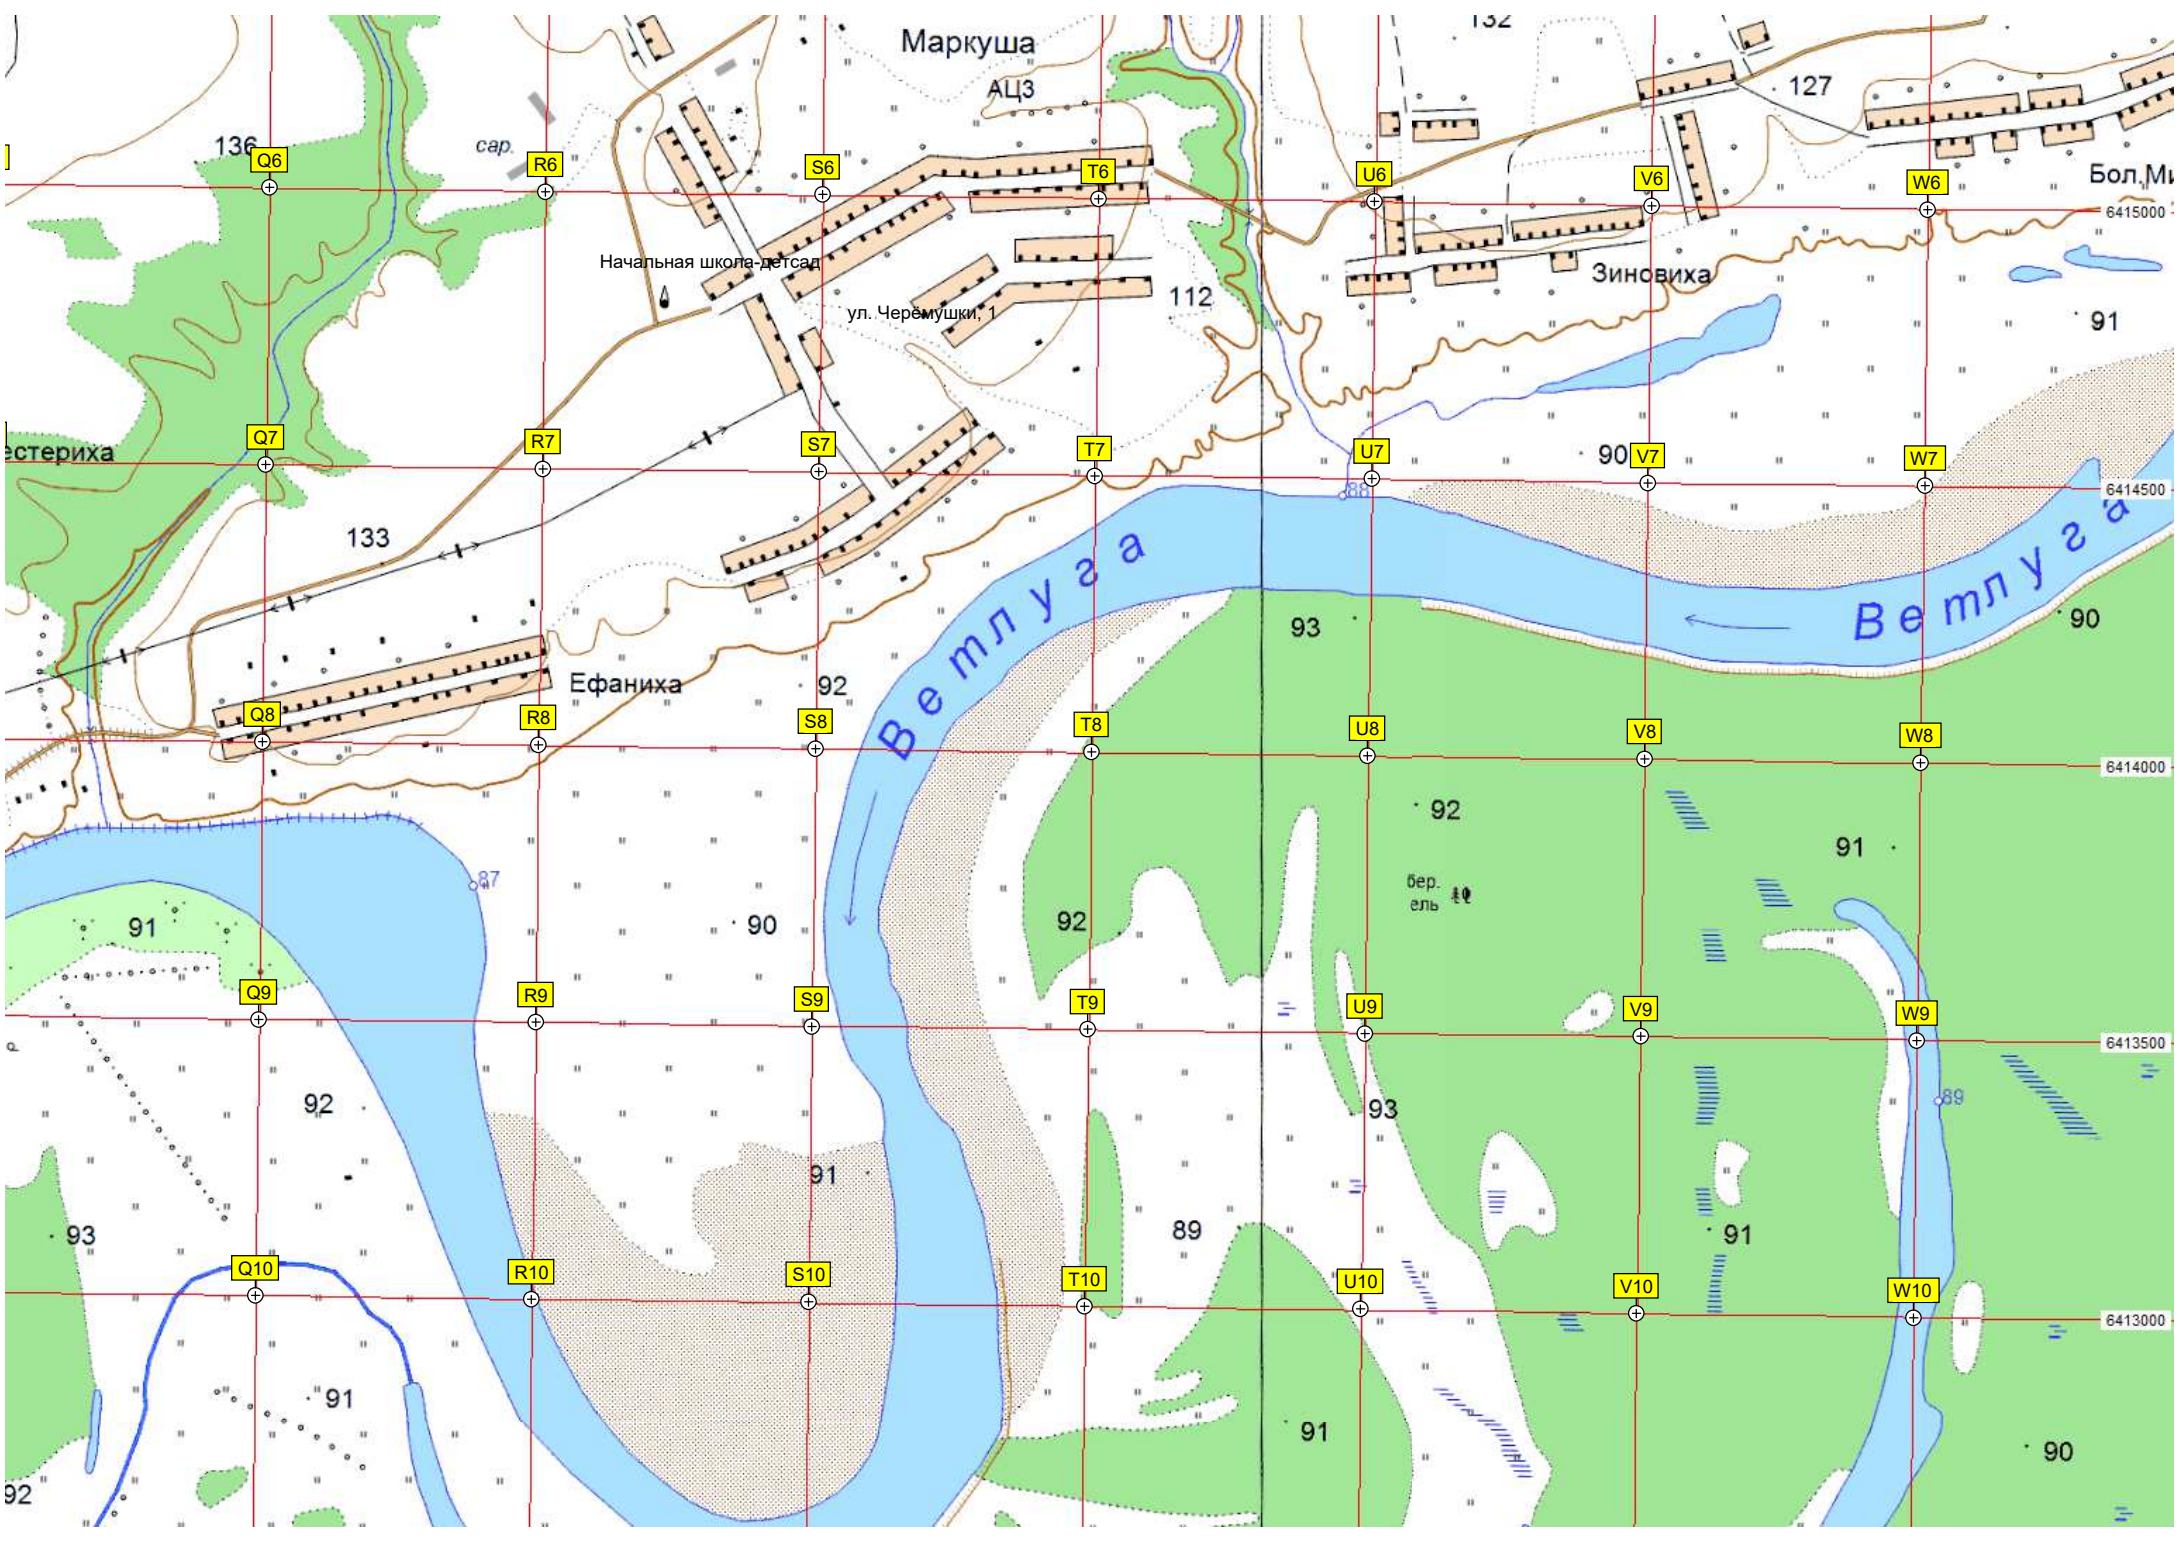 132
Маркуша
АЦЗ
127
136
сар.
Q6
R6
S6
T6
U6
V6
W6
Бол.Ми
6415000
Начальная школа-детсад
Зиновиха
112
ул. Черёмушки, 1
91
естериха
Q7
R7
S7
T7
U7
90
V7
W7
88
6414500
133
Ветлуга
Ветлуга
93
90
Ефаниха
92
Q8
R8
S8
T8
U8
V8
W8
6414000
92
91
87
бер.
ель
91
90
92
Q9
R9
S9
T9
U9
V9
W9
6413500
92
93
89
91
93
89
91
Q10
R10
S10
T10
U10
V10
W10
6413000
91
91
90
92